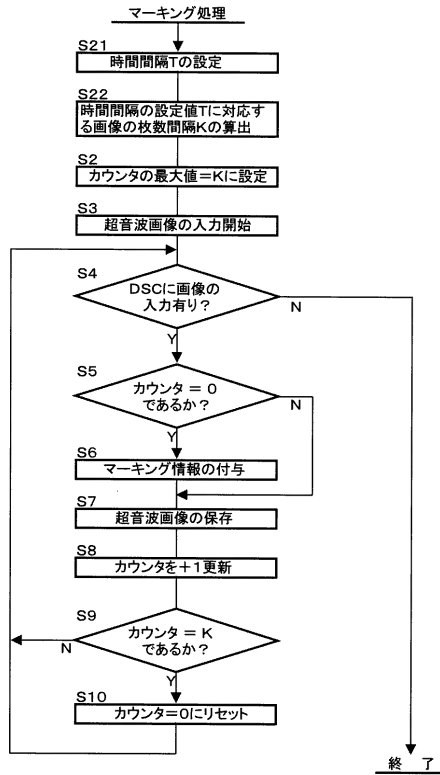 マーキング処理
S21
時間間隔Tの設定
S22
時間間隔の設定値Tに対応す
る画像の枚数間隔Kの算出
S2
カウンタの最大値=Kに設定
S3
超音波画像の入力開始
S4
DSCに画像の
入力有り?
N
Y
S5
カウンタ = 0
であるか?
N
Y
S6
マーキング情報の付与
S7
超音波画像の保存
S8
カウンタを+1更新
S9
カウンタ = K
であるか?
N
Y
S10
カウンタ=0にリセット
終 了